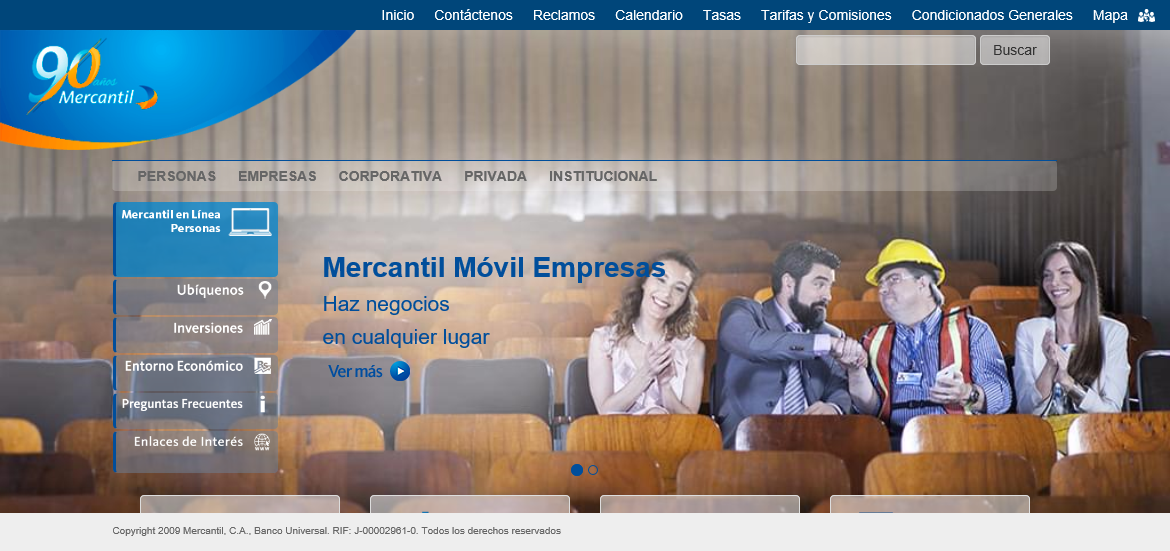 Inicio Contáctenos Reclamos Calendario Tasas Tarifas y Comisiones Condicionados Generales Mapa
Buscar
90 años
Mercantil
PERSONAS EMPRESAS CORPORATIVA PRIVADA INSTITUCIONAL
Mercantil en Línea
Personas
Ubíquenos
Inversiones
Entorno Económico
Preguntas Frecuentes
Enlaces de Interés
www
Mercantil Móvil Empresas
Haz negocios
en cualquier lugar
Ver más
Copyright 2009 Mercantil, C.A., Banco Universal. RIF: J-00002961-0. Todos los derechos reservados